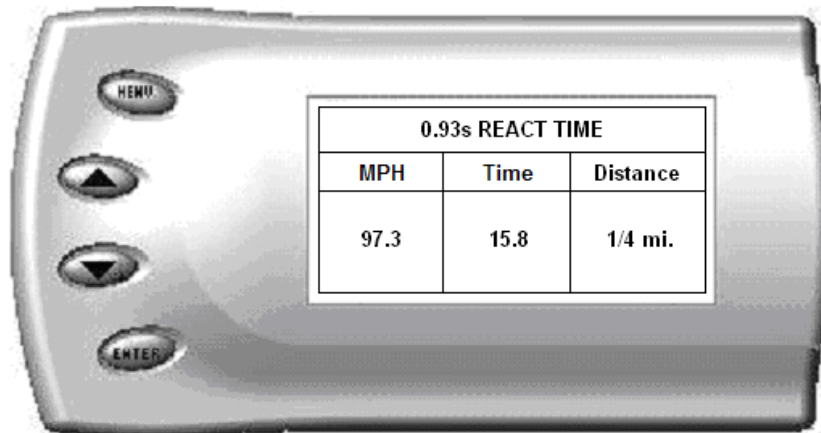 MENU
0.93s REACT TIME
MPH Time Distance
97.3 15.8 1/4 mi.
ENTER